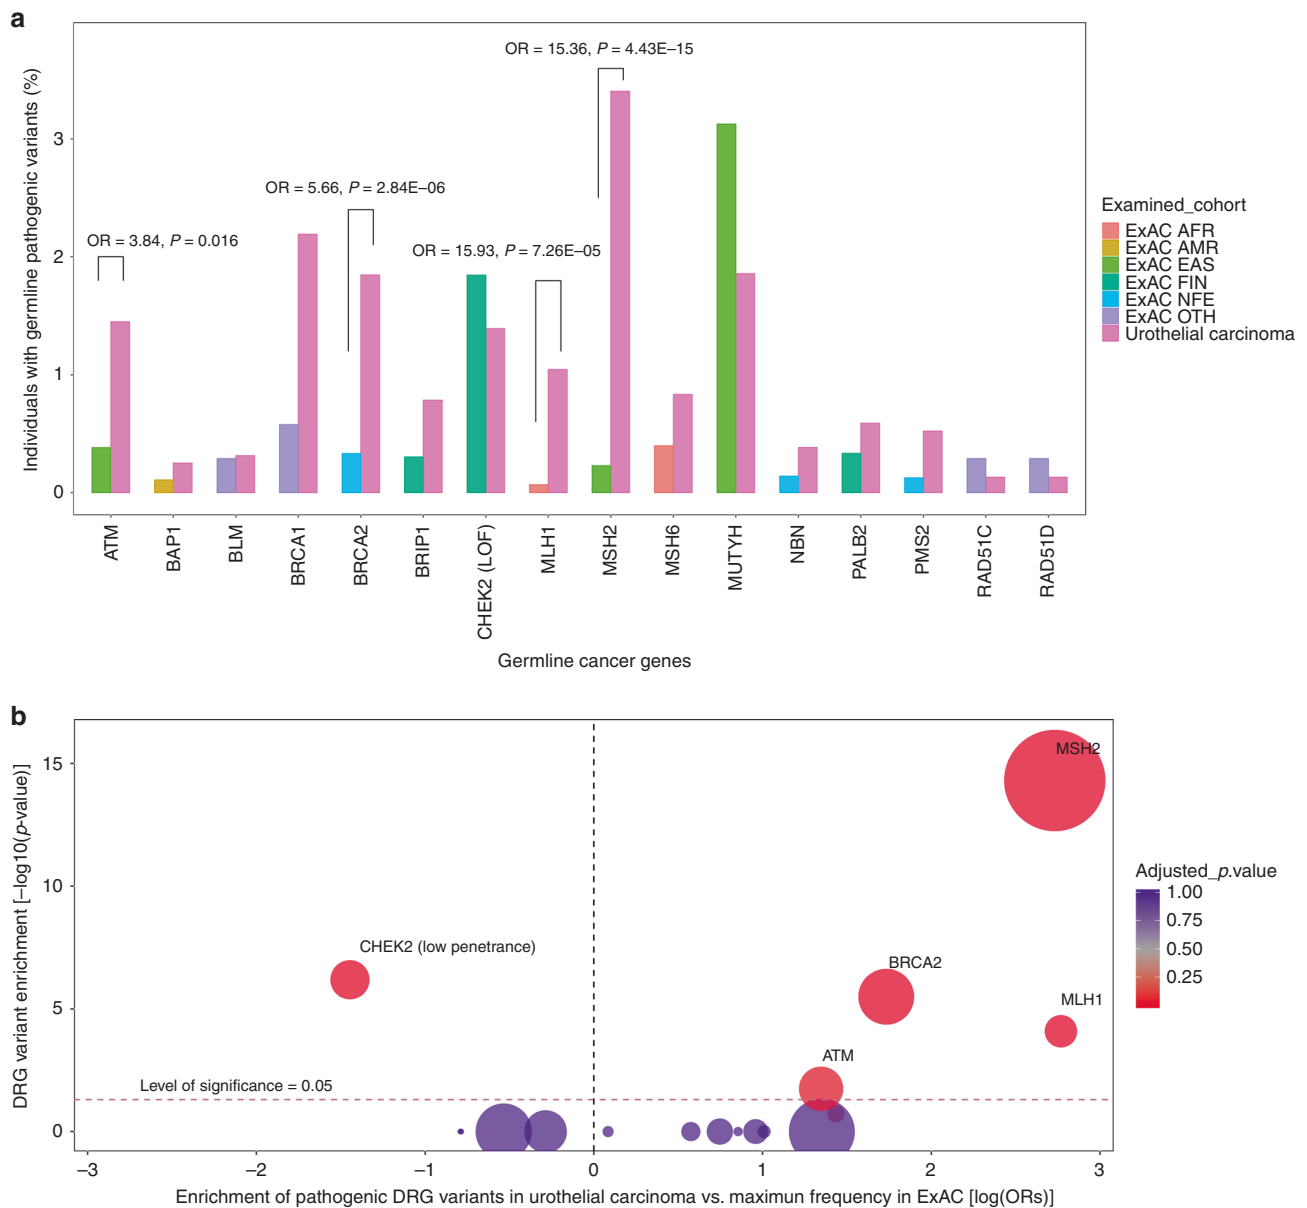 a
Individuals with germline pathogenic variants (%)
3
2
1
0
OR = 3.84, P = 0.016
OR = 5.66, P = 2.84E–06
OR = 15.93, P = 7.26E–05
OR = 15.36, P = 4.43E–15
ATM
BAP1
BLM
BRCA1
BRCA2
BRIP1
CHEK2 (LOF)
MLH1
MSH2
MSH6
MUTYH
NBN
PALB2
PMS2
RAD51C
RAD51D
Germline cancer genes
Examined_cohort
ExAC AFR
ExAC AMR
ExAC EAS
ExAC FIN
ExAC NFE
ExAC OTH
Urothelial carcinoma
b
DRG variant enrichment [–log10(p-value)]
15
10
5
0
MSH2
CHEK2 (low penetrance)
BRCA2
MLH1
ATM
Level of significance = 0.05
–3
–2
–1
0
1
2
3
Enrichment of pathogenic DRG variants in urothelial carcinoma vs. maximun frequency in ExAC [log(ORs)]
Adjusted_p.value
1.00
0.75
0.50
0.25